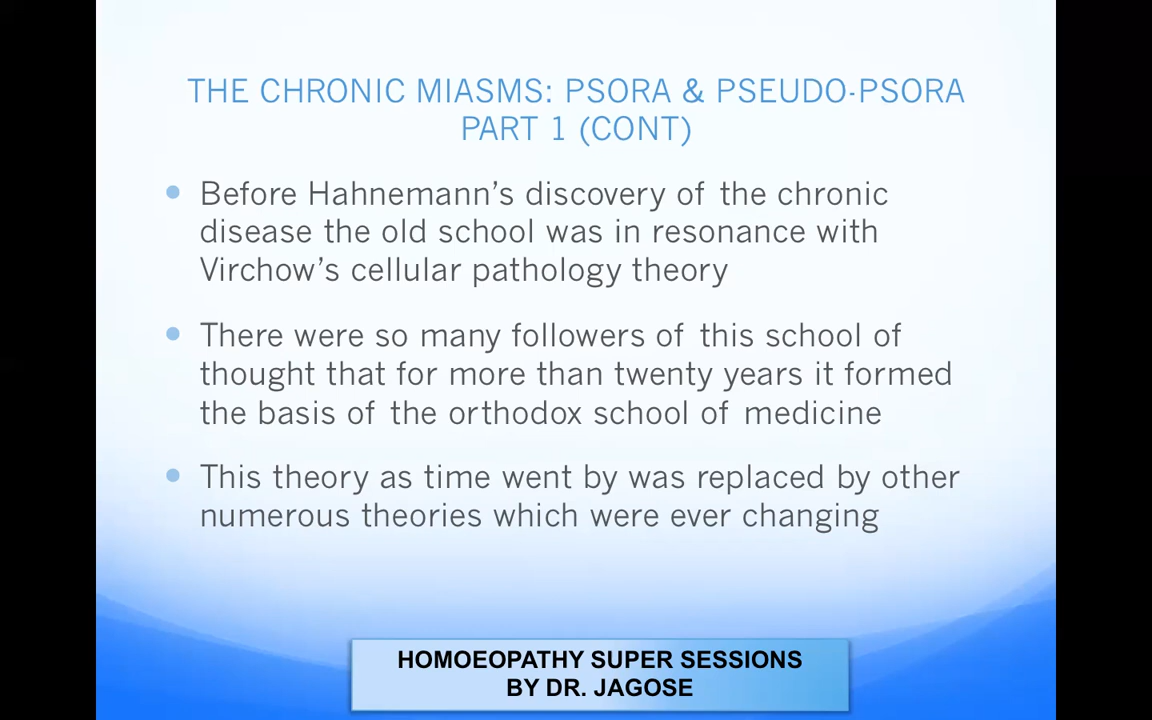 THE CHRONIC MIASMS: PSORA & PSEUDO-PSORA
PART 1 (CONT)
Before Hahnemann’s discovery of the chronic
disease the old school was in resonance with
Virchow’s cellular pathology theory
There were so many followers of this school of
thought that for more than twenty years it formed
the basis of the orthodox school of medicine
This theory as time went by was replaced by other
numerous theories which were ever changing
HOMOEOPATHY SUPER SESSIONS
BY DR. JAGOSE